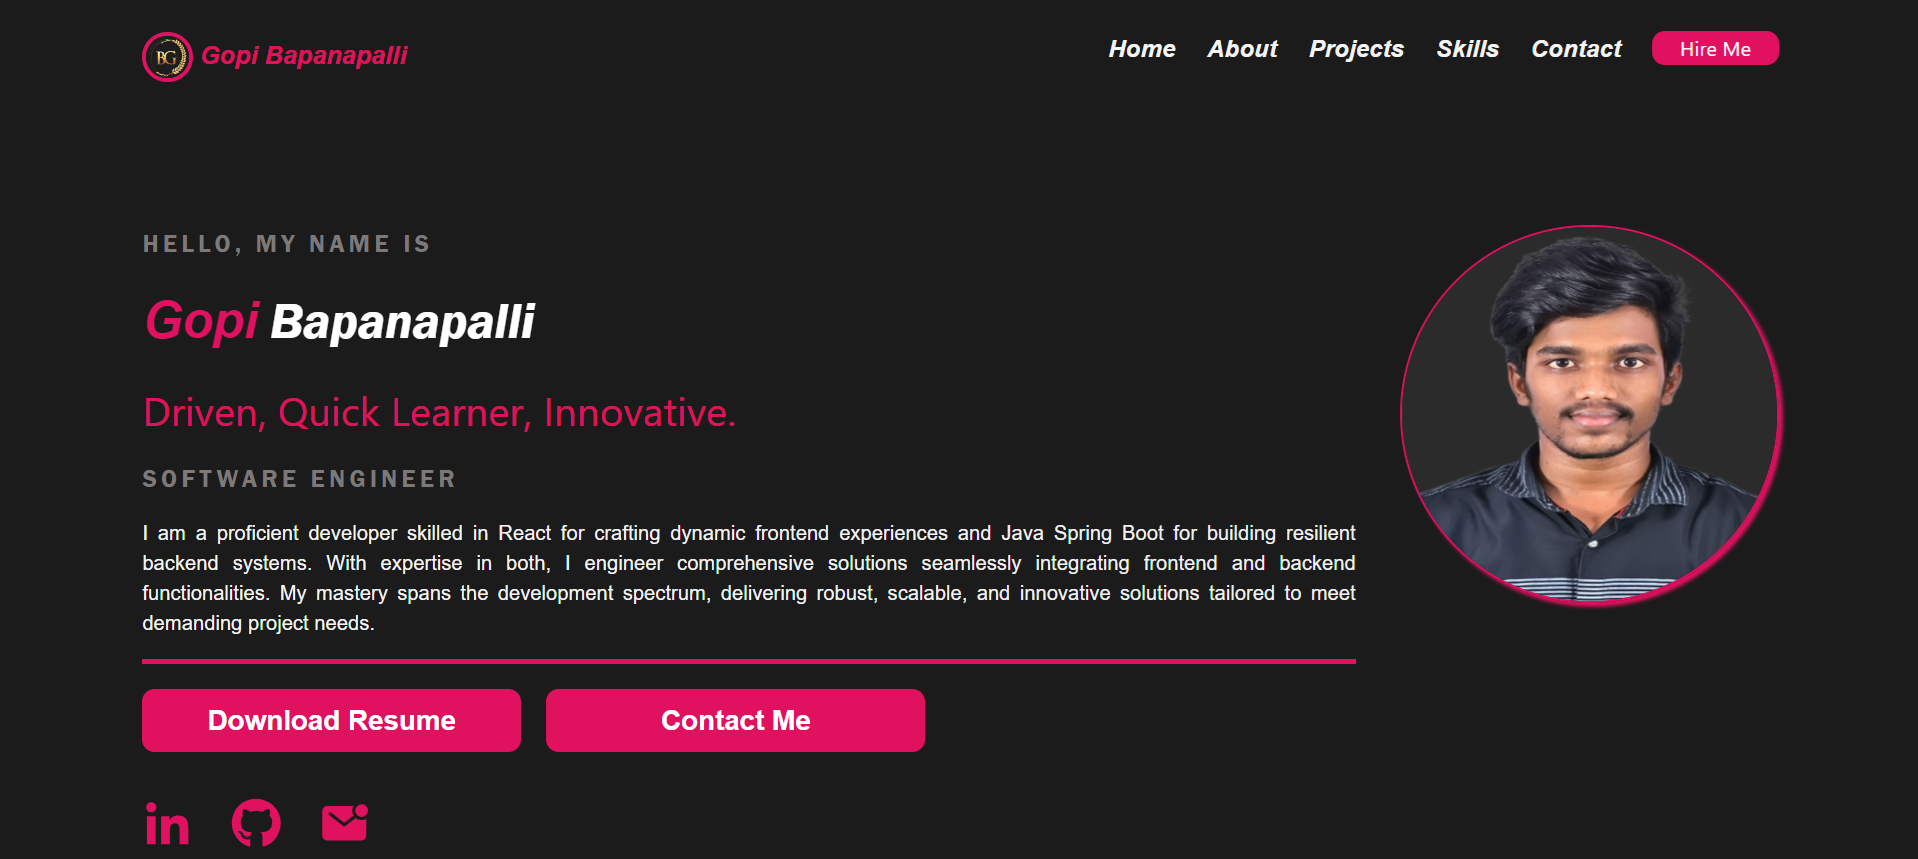 BG
Gopi Bapanapalli
Home About Projects Skills Contact Hire Me
HELLO, MY NAME IS
Gopi Bapanapalli
Driven, Quick Learner, Innovative.
SOFTWARE ENGINEER
I am a proficient developer skilled in React for crafting dynamic frontend experiences and Java Spring Boot for building resilient
backend systems. With expertise in both, I engineer comprehensive solutions seamlessly integrating frontend and backend
functionalities. My mastery spans the development spectrum, delivering robust, scalable, and innovative solutions tailored to meet
demanding project needs.
Download Resume
Contact Me
in